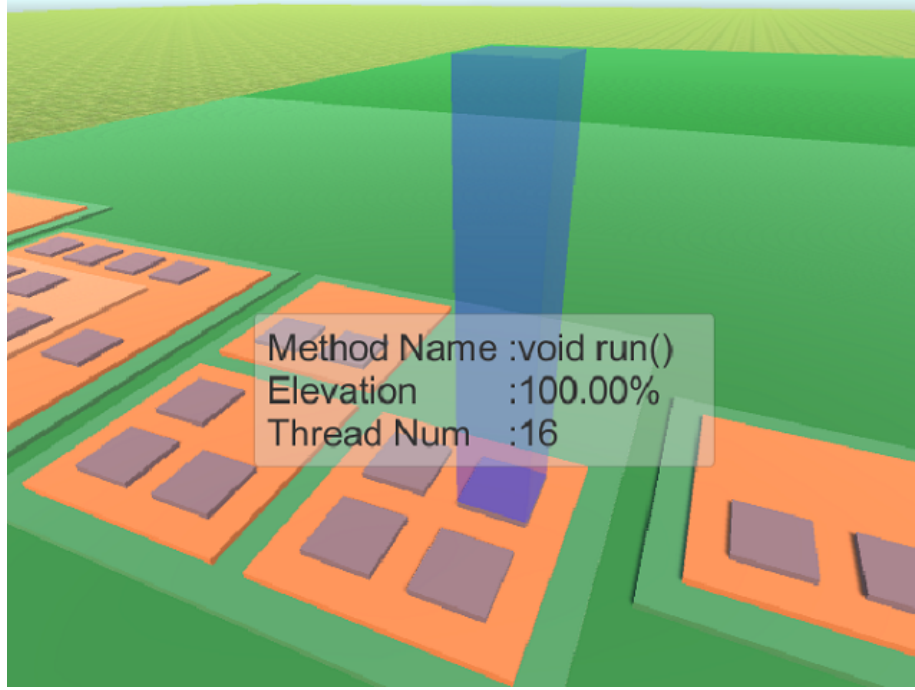 Method Name :void run()
Elevation :100.00%
Thread Num :16